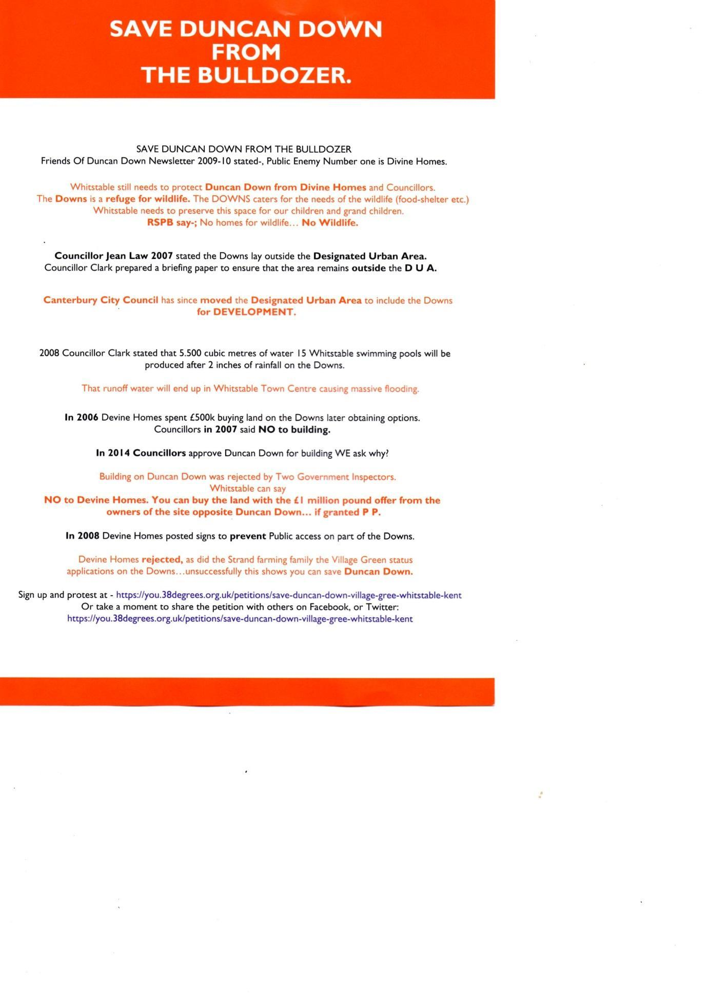 SAVE DUNCAN DOWN
FROM
THE BULLDOZER.
SAVE DUNCAN DOWN FROM THE BULLDOZER
Friends Of Duncan Down Newsletter 2009-10 stated-, Public Enemy Number one is Divine Homes.
Whitstable still needs to protect Duncan Down from Divine Homes and Councillors.
The Downs is a refuge for wildlife. The DOWNS caters for the needs of the wildlife (food-shelter etc.)
Whitstable needs to preserve this space for our children and grand children.
RSPB say-; No homes for wildlife... No Wildlife.
Councillor Jean Law 2007 stated the Downs lay outside the Designated Urban Area.
Councillor Clark prepared a briefing paper to ensure that the area remains outside the D U A.
Canterbury City Council has since moved the Designated Urban Area to include the Downs
for DEVELOPMENT.
2008 Councillor Clark stated that 5.500 cubic metres of water 15 Whitstable swimming pools will be
produced after 2 inches of rainfall on the Downs.
That runoff water will end up in Whitstable Town Centre causing massive flooding.
In 2006 Devine Homes spent £500k buying land on the Downs later obtaining options.
Councillors in 2007 said NO to building.
In 2014 Councillors approve Duncan Down for building WE ask why?
Building on Duncan Down was rejected by Two Government Inspectors.
Whitstable can say
NO to Devine Homes. You can buy the land with the £1 million pound offer from the
owners of the site opposite Duncan Down... if granted P P.
In 2008 Devine Homes posted signs to prevent Public access on part of the Downs.
Devine Homes rejected, as did the Strand farming family the Village Green status
applications on the Downs...unsuccessfully this shows you can save Duncan Down.
Sign up and protest at - https://you.38degrees.org.uk/petitions/save-duncan-down-village-gree-whitstable-kent
Or take a moment to share the petition with others on Facebook, or Twitter:
https://you.38degrees.org.uk/petitions/save-duncan-down-village-gree-whitstable-kent